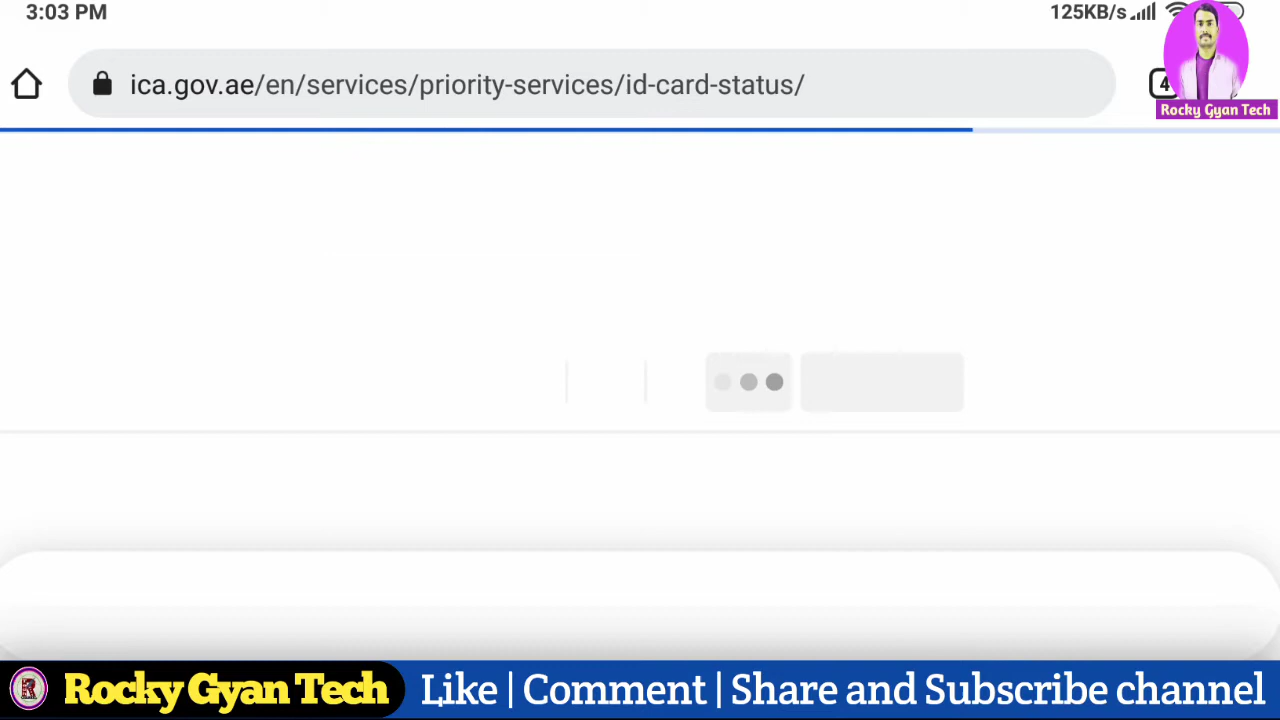 3:03 PM
125KB/s
ica.gov.ae/en/services/priority-services/id-card-status/
4
Rocky Gyan Tech
R
Rocky Gyan Tech
Like | Comment | Share and Subscribe channel